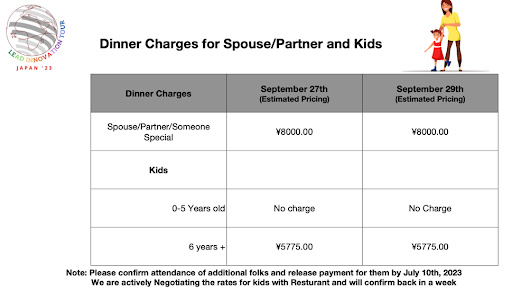 LEAD INNOVATION TOUR
JAPAN '23
Dinner Charges for Spouse/Partner and Kids
Dinner Charges
September 27th
(Estimated Pricing)
September 29th
(Estimated Pricing)
Spouse/Partner/Someone
Special
¥8000.00
¥8000.00
Kids
0-5 Years old
No charge
No Charge
6 years +
¥5775.00
¥5775.00
Note: Please confirm attendance of additional folks and release payment for them by July 10th, 2023
We are actively Negotiating the rates for kids with Resturant and will confirm back in a week